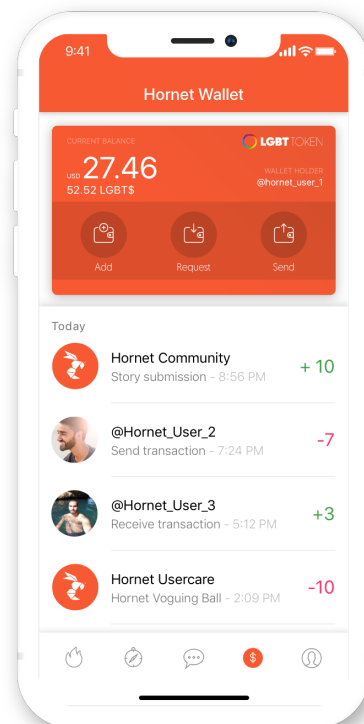 9:41
Hornet Wallet
CURRENT BALANCE
LGBT TOKEN
USD 27.46
WALLET HOLDER
52.52 LGBT$
@hornet_user_1
Add Request Send
Today
Hornet Community
Story submission - 8:56 PM
+ 10
@Hornet_User_2
Send transaction - 7:24 PM
-7
@Hornet_User_3
Receive transaction - 5:12 PM
+3
Hornet Usercare
Hornet Voguing Ball - 2:09 PM
-10
$